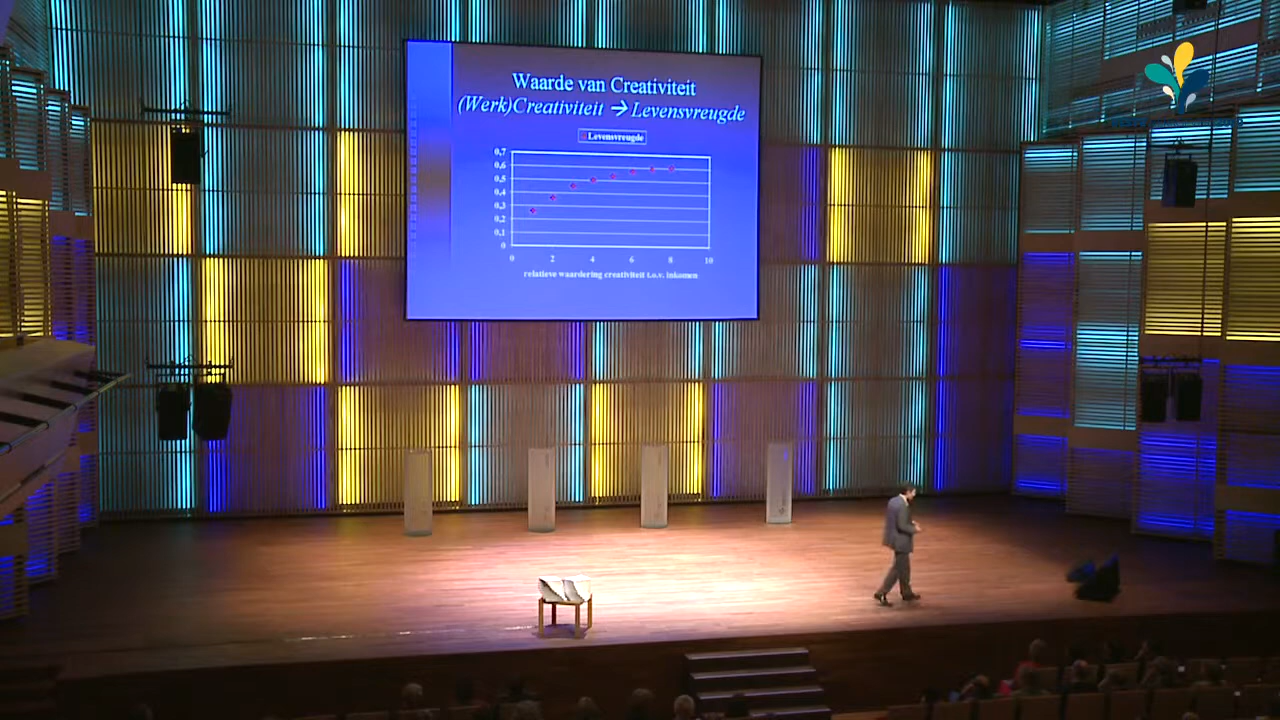 Waarde van Creativiteit
(Werk)Creativiteit → Levensvreugde
Levensvreugde
0,7
0,6
0,5
0,4
0,3
0,2
0,1
0
0 2 4 6 8 10
relatieve waardering creativiteit t.o.v. inkomen